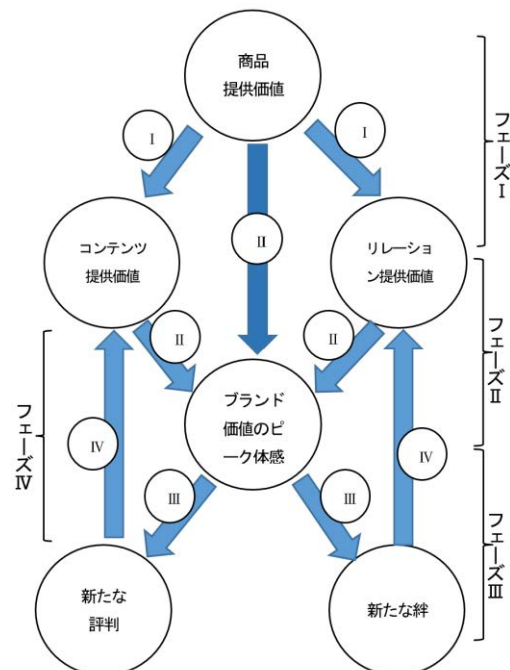 商品
提供価値
I
I
フェーズI
II
コンテンツ
提供価値
リレーショ
ン提供価値
II
II
フェーズII
ブランド
価値のピ
ーク体感
フェーズIV
IV
IV
III
III
フェーズIII
新たな
評判
新たな絆